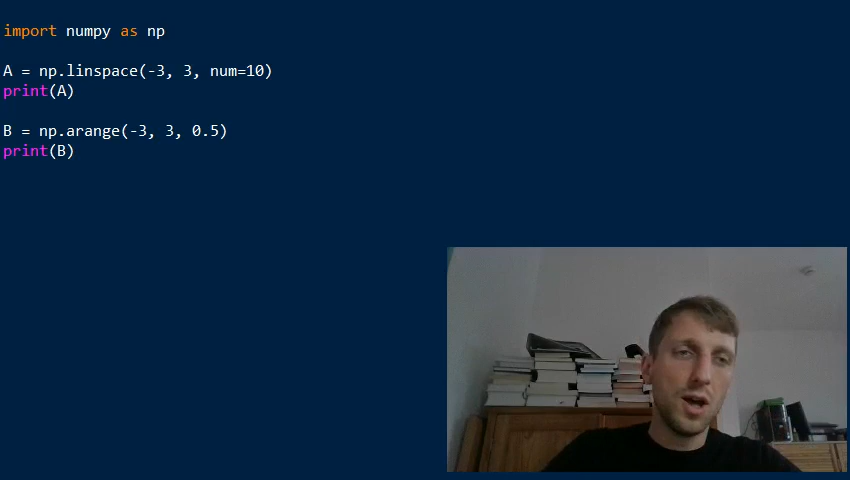 import numpy as np
A = np.linspace(-3, 3, num=10)
print(A)
B = np.arange(-3, 3, 0.5)
print(B)